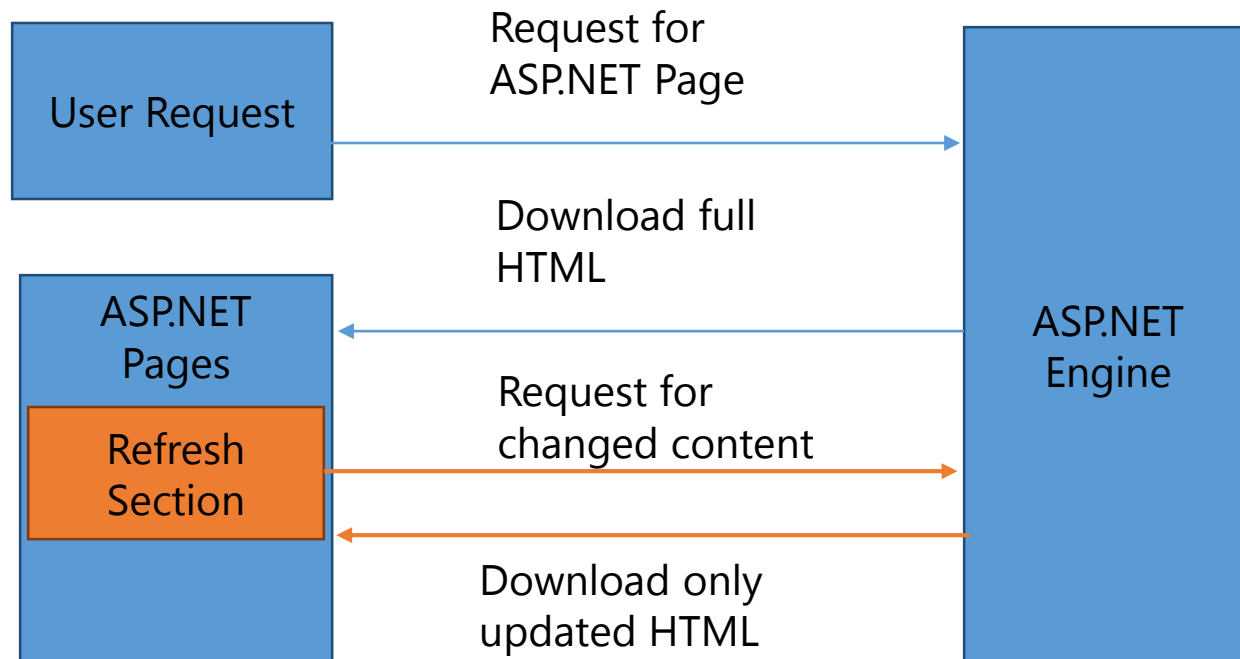 Request for
ASP.NET Page
User Request
Download full
HTML
ASP.NET
Pages
ASP.NET
Engine
Request for
changed content
Refresh
Section
Download only
updated HTML